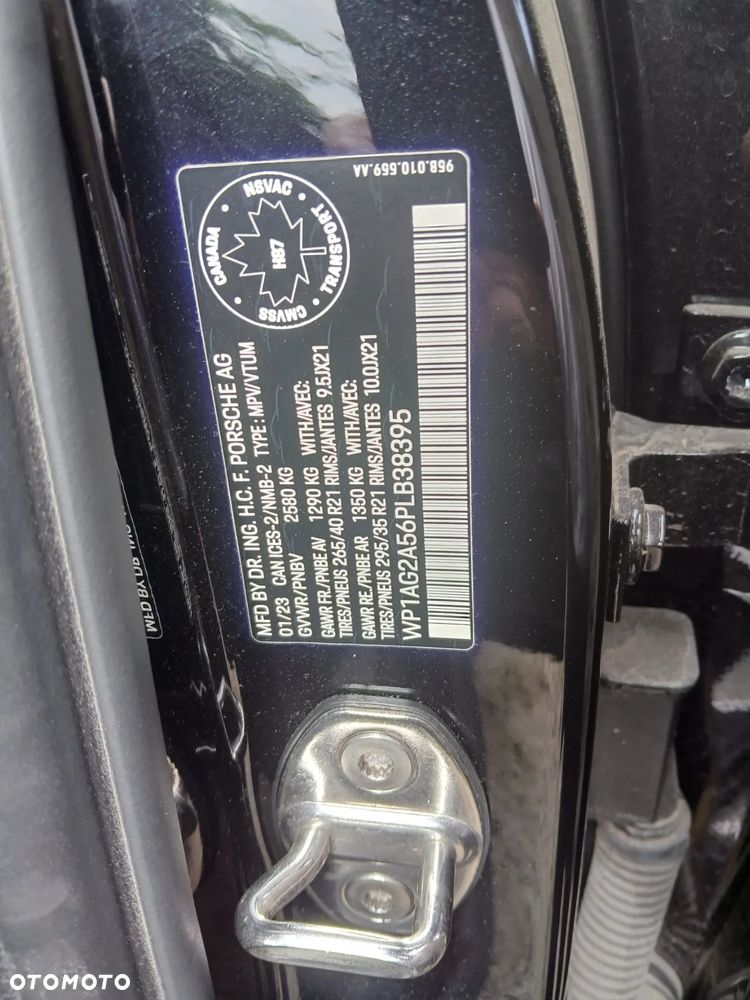 95B.010.559.AA
CANADA • NSVAC • TRANSPORT • CMVSS •
H87
MFD BY DR. ING. H.C. F. PORSCHE AG
01/23 CAN ICES-2/NMB-2 TYPE: MPV/VTUM
GVWR/PNBV 2580 KG
GAWR FR./PNBE AV 1290 KG WITH/AVEC:
TIRES/PNEUS 265/40 R21 RIMS/JANTES 9.5JX21
GAWR RE./PNBE AR 1350 KG WITH/AVEC:
TIRES/PNEUS 295/35 R21 RIMS/JANTES 10.0JX21
WP1AG2A56PLB38395
OTOMOTO